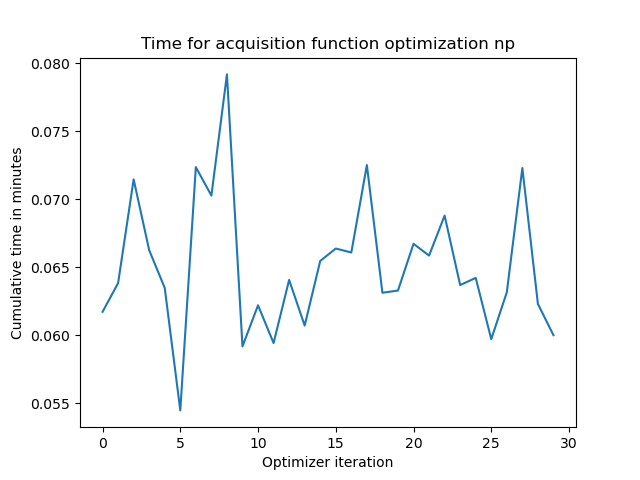 Time for acquisition function optimization np
0.080
0.075
0.070
0.065
0.060
0.055
Cumulative time in minutes
0 5 10 15 20 25 30
Optimizer iteration